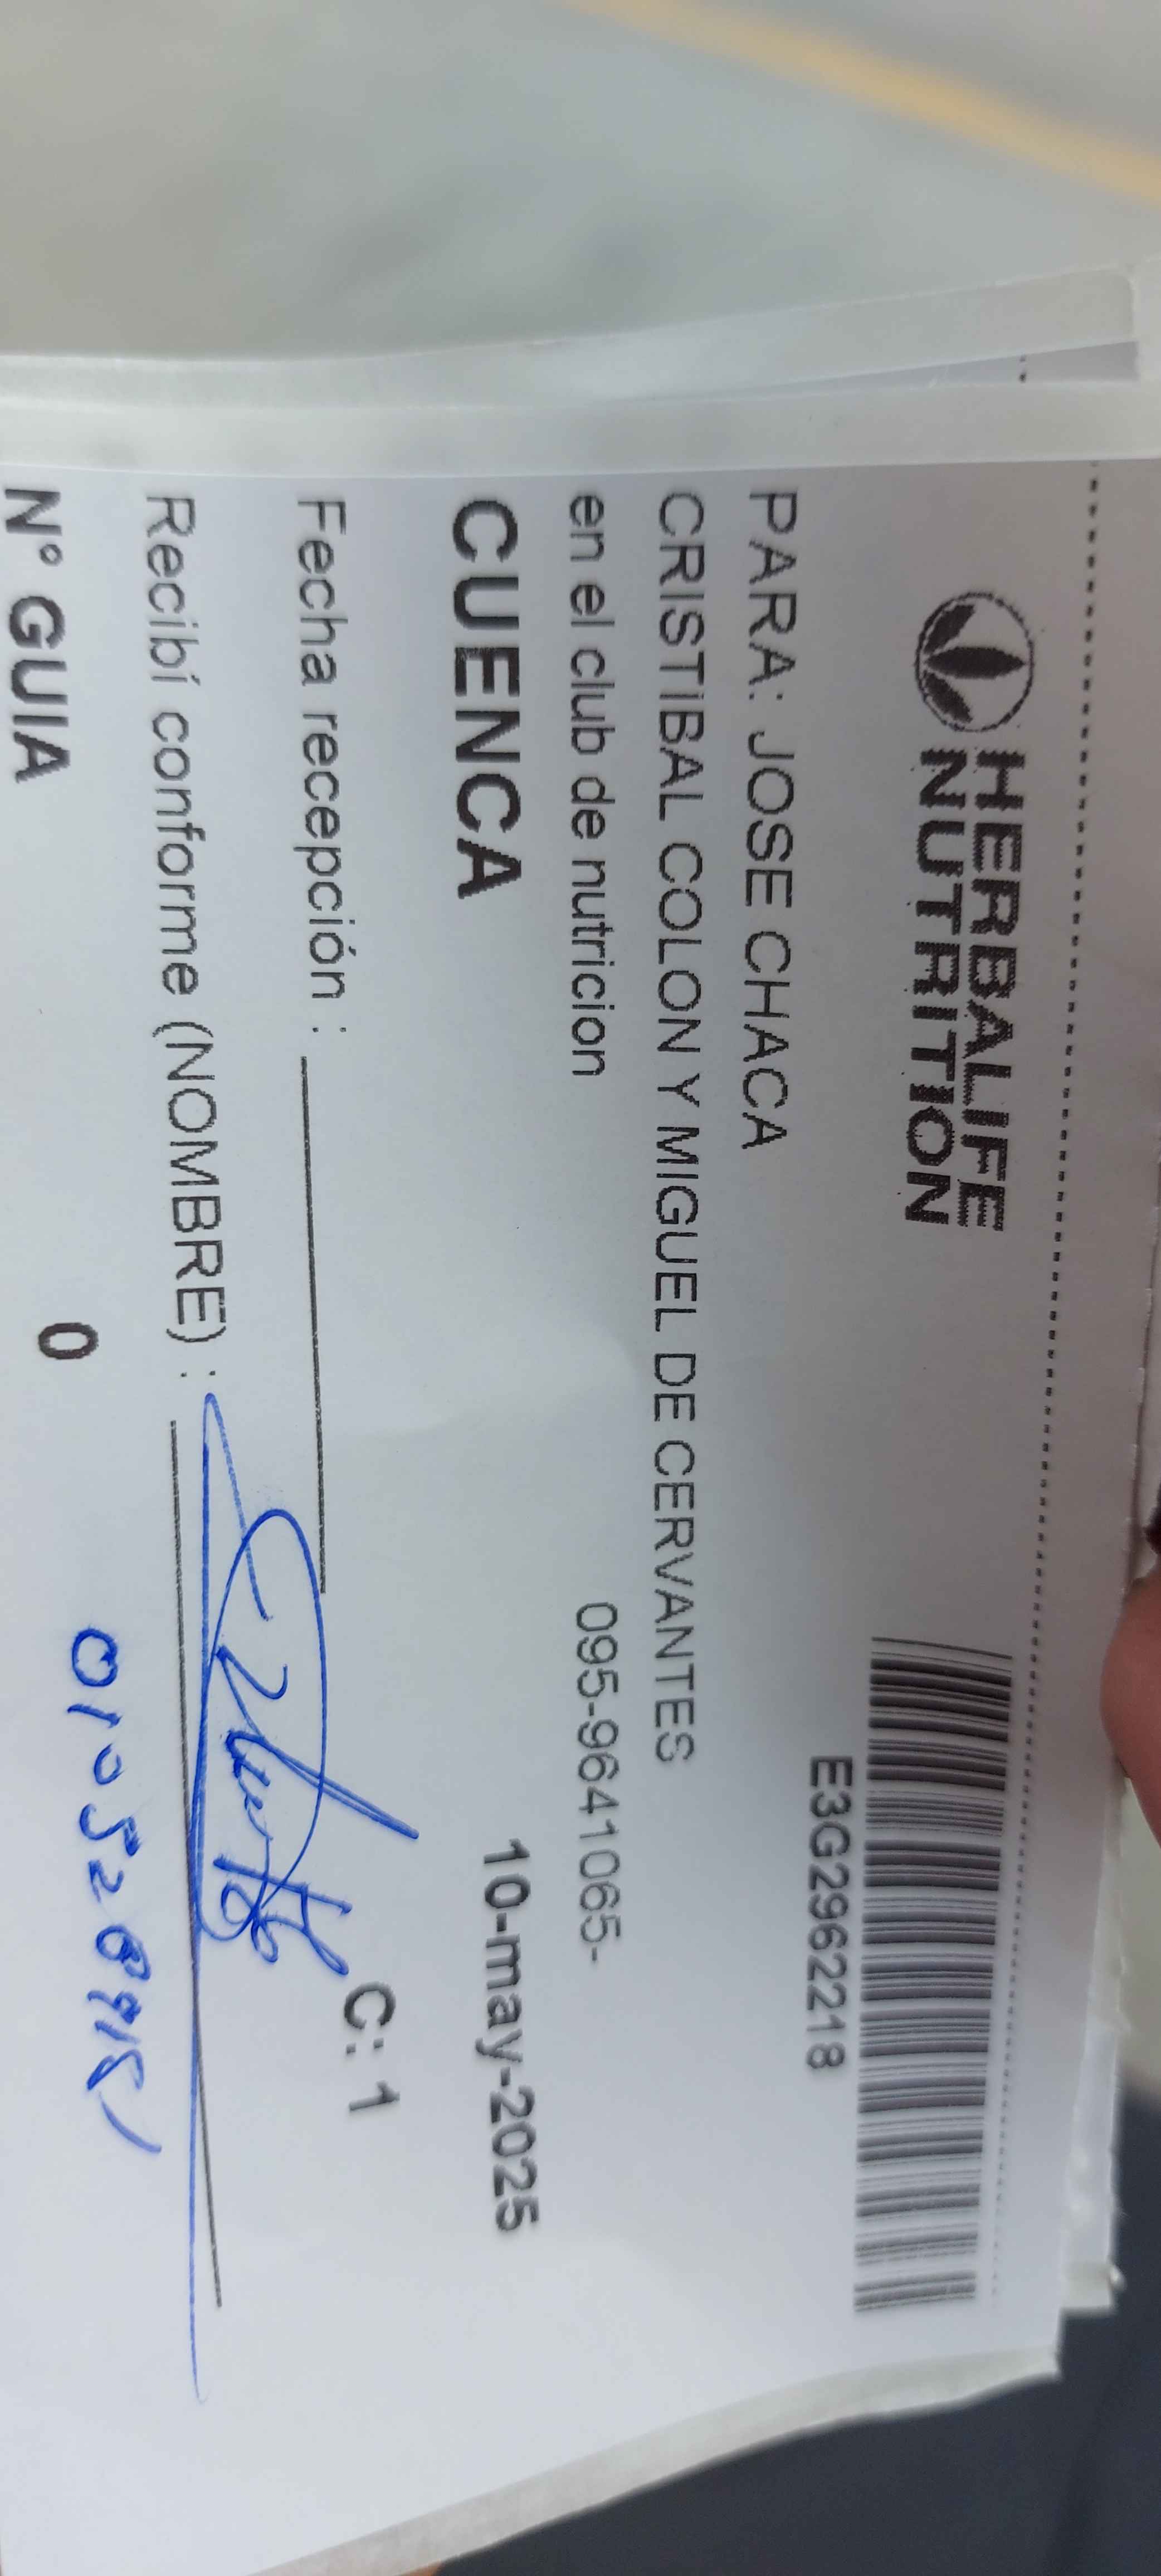 HERBALIFE
NUTRITION
E3G2962218
PARA: JOSE CHACA
CRISTIBAL COLON Y MIGUEL DE CERVANTES
en el club de nutricion 095-9641065-
CUENCA 10-may-2025
Fecha recepción : C: 1
Recibí conforme (NOMBRE) :
N° GUIA 0